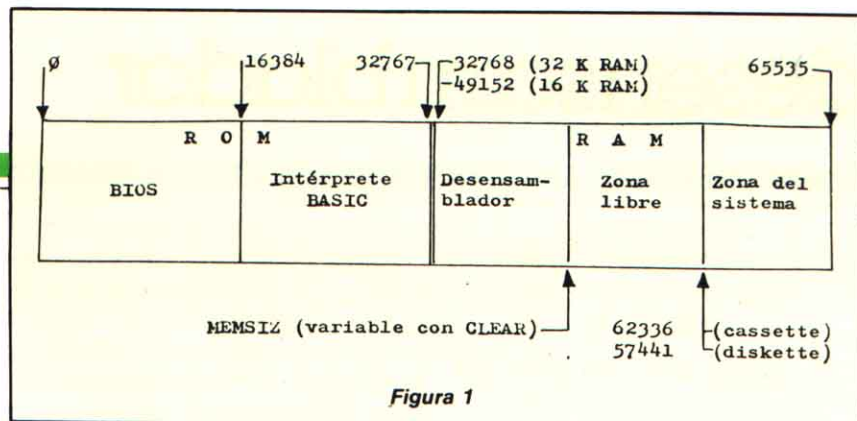 Ø 16384 32767 32768 (32 K RAM) 65535
49152 (16 K RAM)
R O M R A M
BIOS Intérprete BASIC Desensam-blador Zona libre Zona del sistema
MEMSIZ (variable con CLEAR) 62336 (cassette)
57441 (diskette)
Figura 1